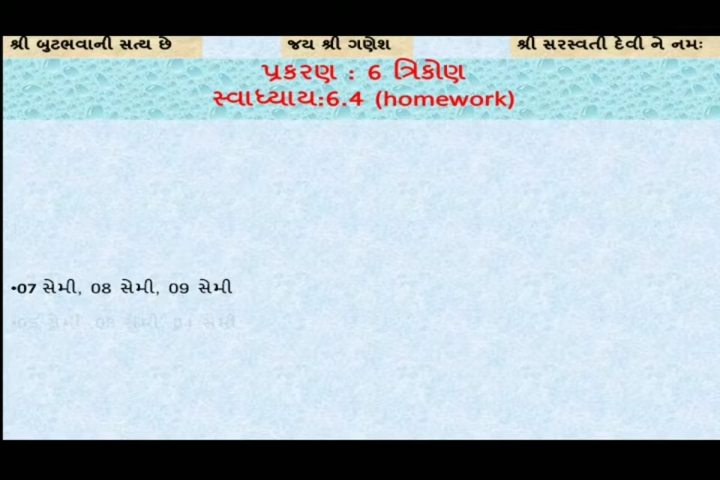 શ્રી બુટભવાની સત્ય છે જય શ્રી ગણેશ શ્રી સરસ્વતી દેવી ને નમઃ
પ્રકરણ : 6 ત્રિકોણ
સ્વાધ્યાય:6.4 (homework)
•07 સેમી, 08 સેમી, 09 સેમી